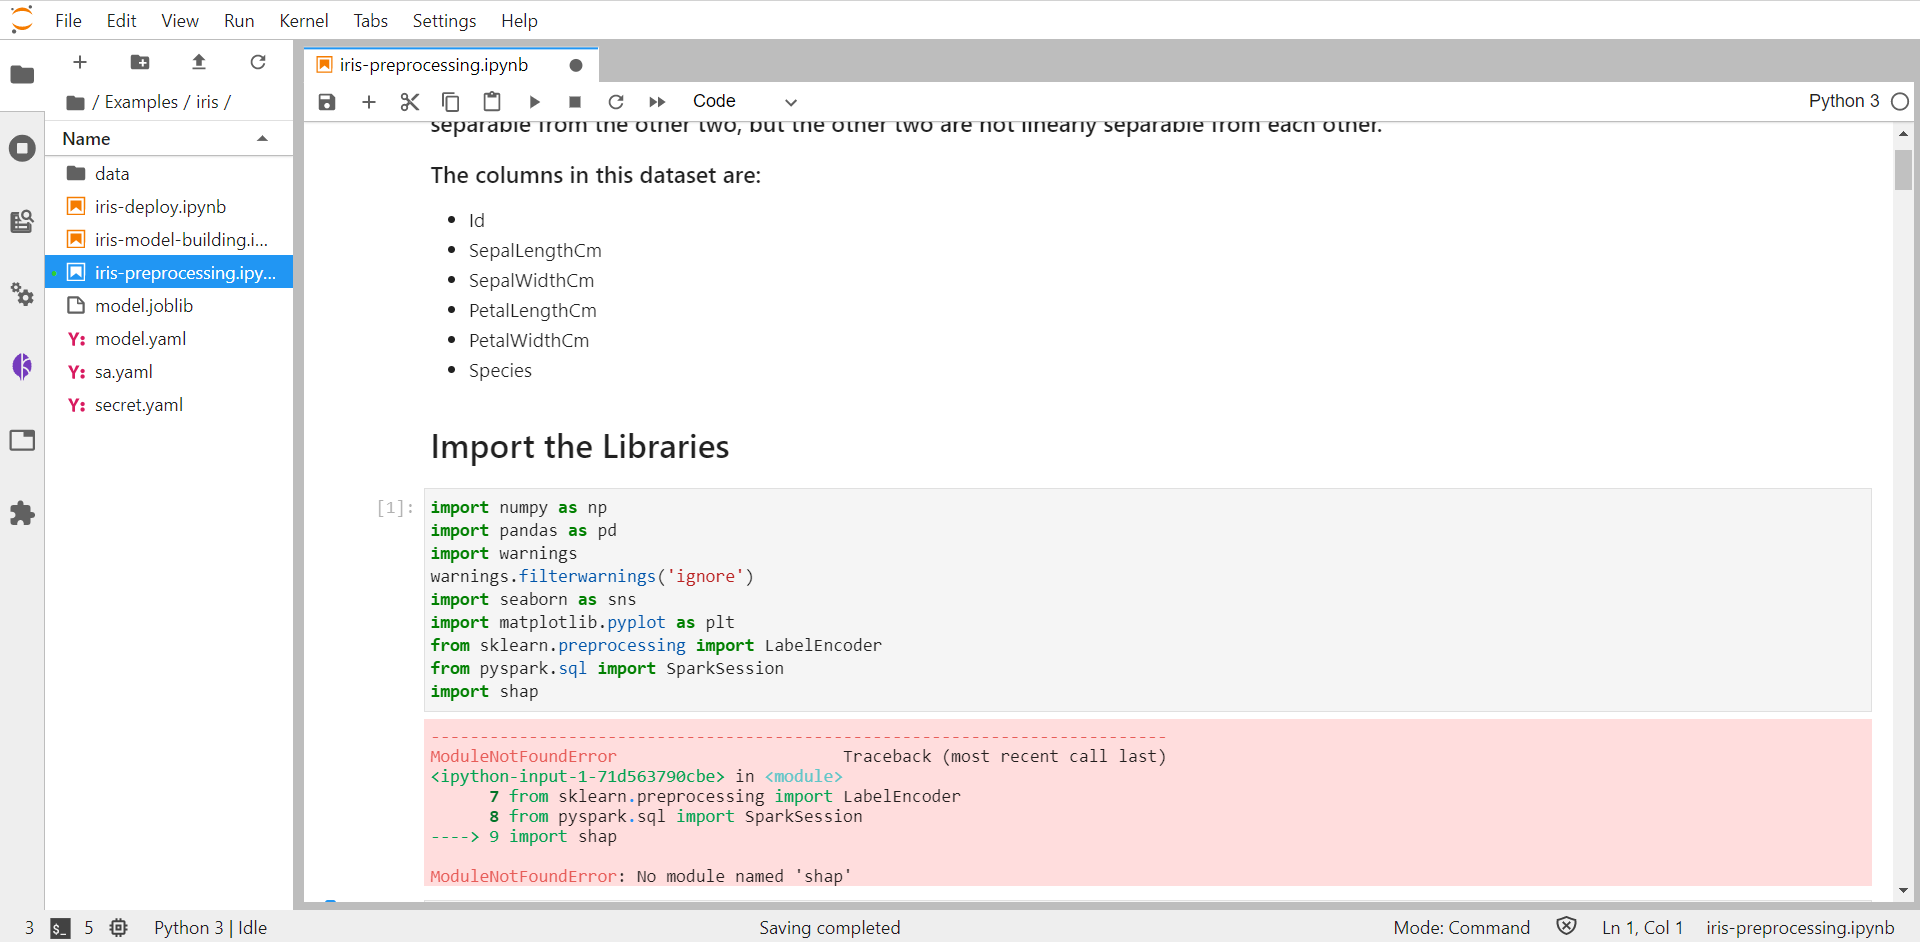 File Edit View Run Kernel Tabs Settings Help
/ Examples / iris /
Name
data
iris-deploy.ipynb
iris-model-building.i...
iris-preprocessing.ipy...
model.joblib
Y: model.yaml
Y: sa.yaml
Y: secret.yaml
iris-preprocessing.ipynb
Code
Python 3
separable from the other two, but the other two are not linearly separable from each other.
The columns in this dataset are:
Id
SepalLengthCm
SepalWidthCm
PetalLengthCm
PetalWidthCm
Species
Import the Libraries
[1]:
import numpy as np
import pandas as pd
import warnings
warnings.filterwarnings('ignore')
import seaborn as sns
import matplotlib.pyplot as plt
from sklearn.preprocessing import LabelEncoder
from pyspark.sql import SparkSession
import shap
---------------------------------------------------------------------------
ModuleNotFoundError                       Traceback (most recent call last)
<ipython-input-1-71d563790cbe> in <module>
      7 from sklearn.preprocessing import LabelEncoder
      8 from pyspark.sql import SparkSession
----> 9 import shap

ModuleNotFoundError: No module named 'shap'
3 $_ 5 Python 3 | Idle Saving completed Mode: Command Ln 1, Col 1 iris-preprocessing.ipynb